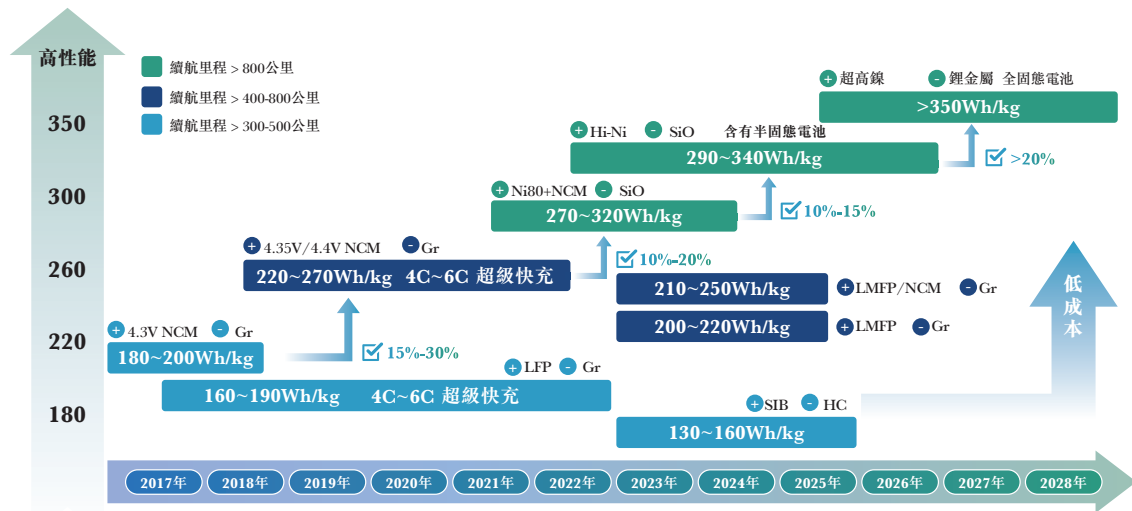 高性能
350
300
260
220
180
續航里程 > 800公里
續航里程 > 400-800公里
續航里程 > 300-500公里
+ 超高鎳 - 鋰金屬 全固態電池
>350Wh/kg
+ Hi-Ni - SiO 含有半固態電池
290~340Wh/kg
>20%
+ Ni80+NCM - SiO
270~320Wh/kg
10%-15%
+ 4.35V/4.4V NCM - Gr
220~270Wh/kg 4C~6C 超級快充
10%-20%
210~250Wh/kg
+ LMFP/NCM - Gr
200~220Wh/kg
+ LMFP - Gr
+ 4.3V NCM - Gr
180~200Wh/kg
15%-30%
+ LFP - Gr
160~190Wh/kg 4C~6C 超級快充
+ SIB - HC
130~160Wh/kg
低成本
2017年 2018年 2019年 2020年 2021年 2022年 2023年 2024年 2025年 2026年 2027年 2028年